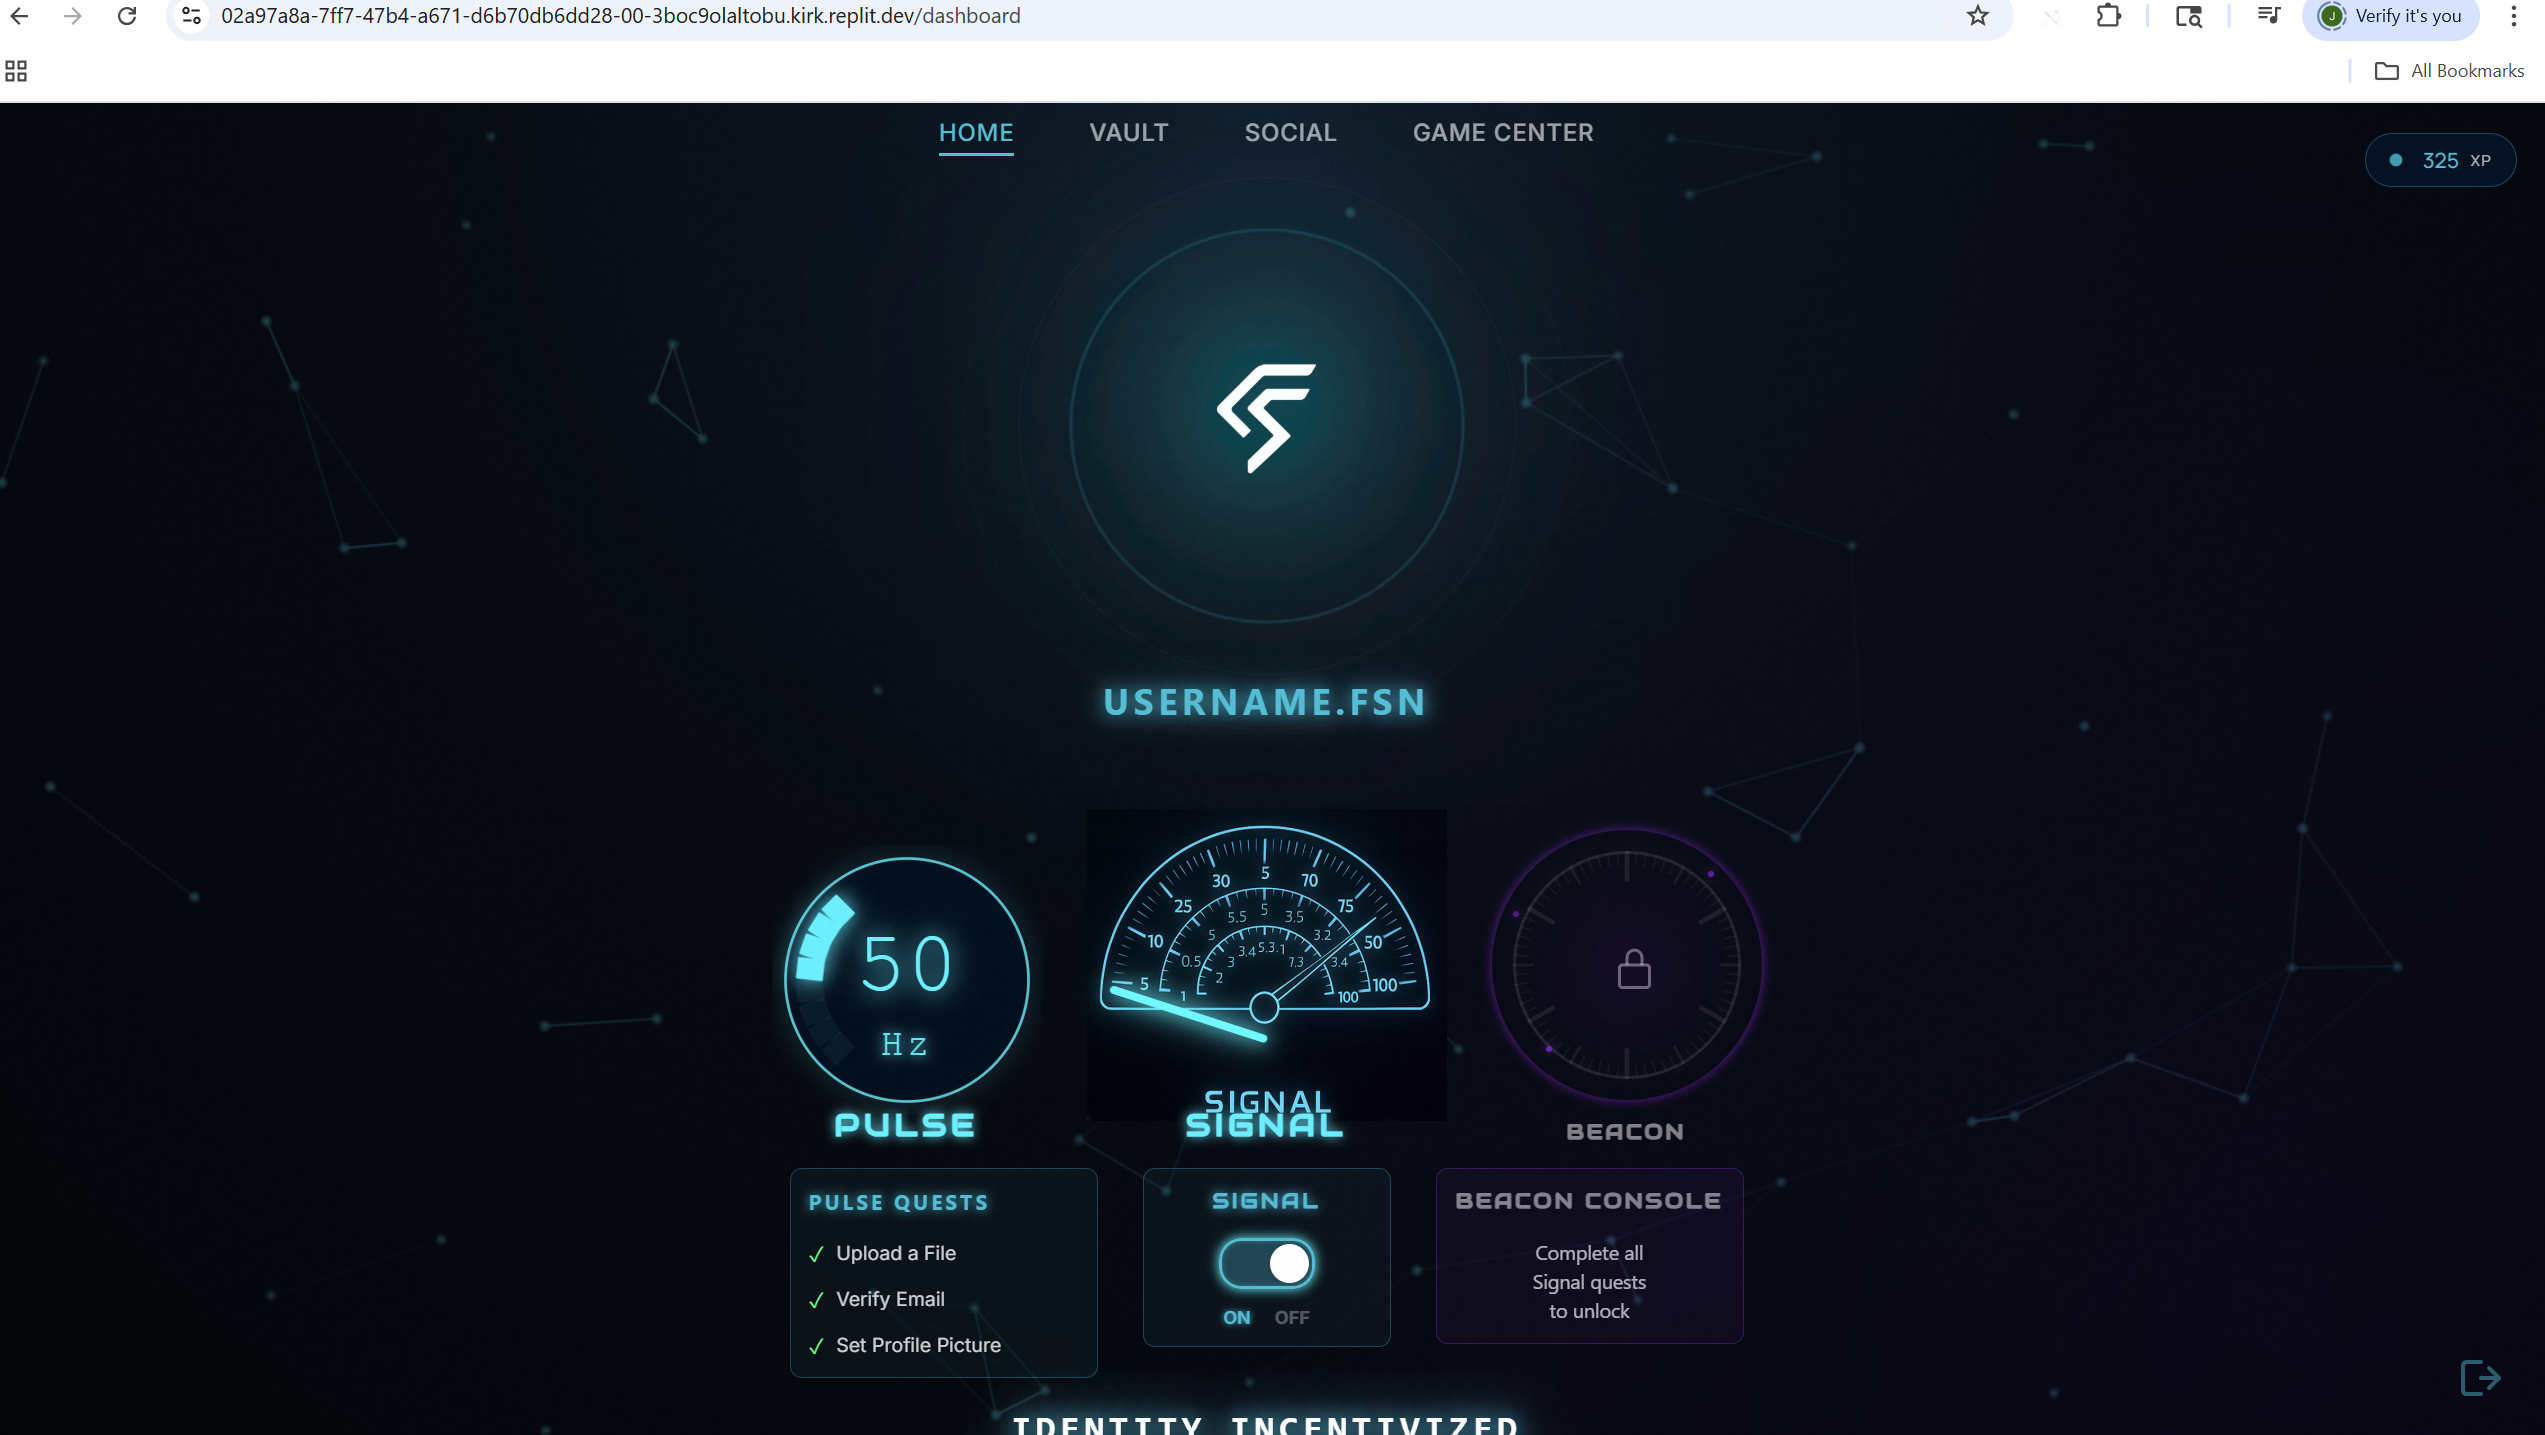 02a97a8a-7ff7-47b4-a671-d6b70db6dd28-00-3boc9olaltobu.kirk.replit.dev/dashboard
J
Verify it's you
All Bookmarks
HOME
VAULT
SOCIAL
GAME CENTER
325 XP
USERNAME.FSN
50
Hz
PULSE
5 10 25 30 5 70 75 50 100
1 0.5 5 5.5 5 3.5 3.2 3.4 100
2 3 3.4 5.3.1 7.3
SIGNAL
SIGNAL
BEACON
PULSE QUESTS
✓ Upload a File
✓ Verify Email
✓ Set Profile Picture
SIGNAL
ON OFF
BEACON CONSOLE
Complete all
Signal quests
to unlock
IDENTITY INCENTIVIZED